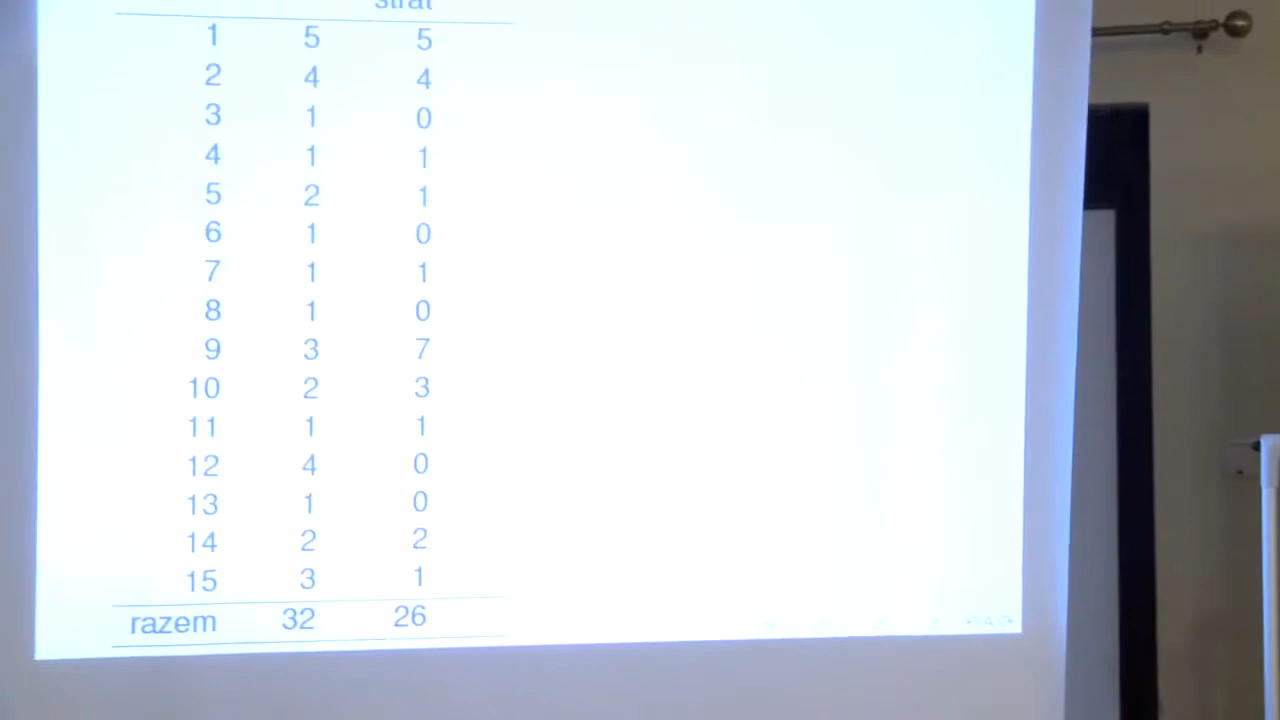 strat
1 5 5
2 4 4
3 1 0
4 1 1
5 2 1
6 1 0
7 1 1
8 1 0
9 3 7
10 2 3
11 1 1
12 4 0
13 1 0
14 2 2
15 3 1
razem 32 26